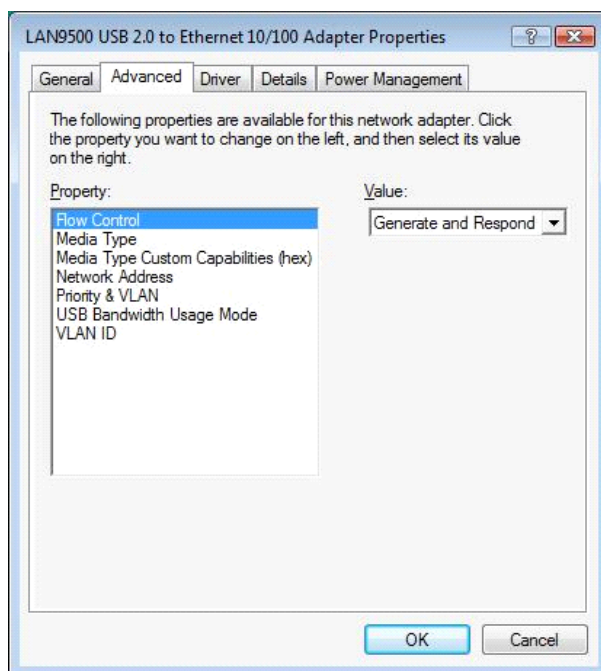 LAN9500 USB 2.0 to Ethernet 10/100 Adapter Properties
General Advanced Driver Details Power Management
The following properties are available for this network adapter. Click
the property you want to change on the left, and then select its value
on the right.
Property:
Value:
Flow Control
Generate and Respond
Media Type
Media Type Custom Capabilities (hex)
Network Address
Priority & VLAN
USB Bandwidth Usage Mode
VLAN ID
OK Cancel